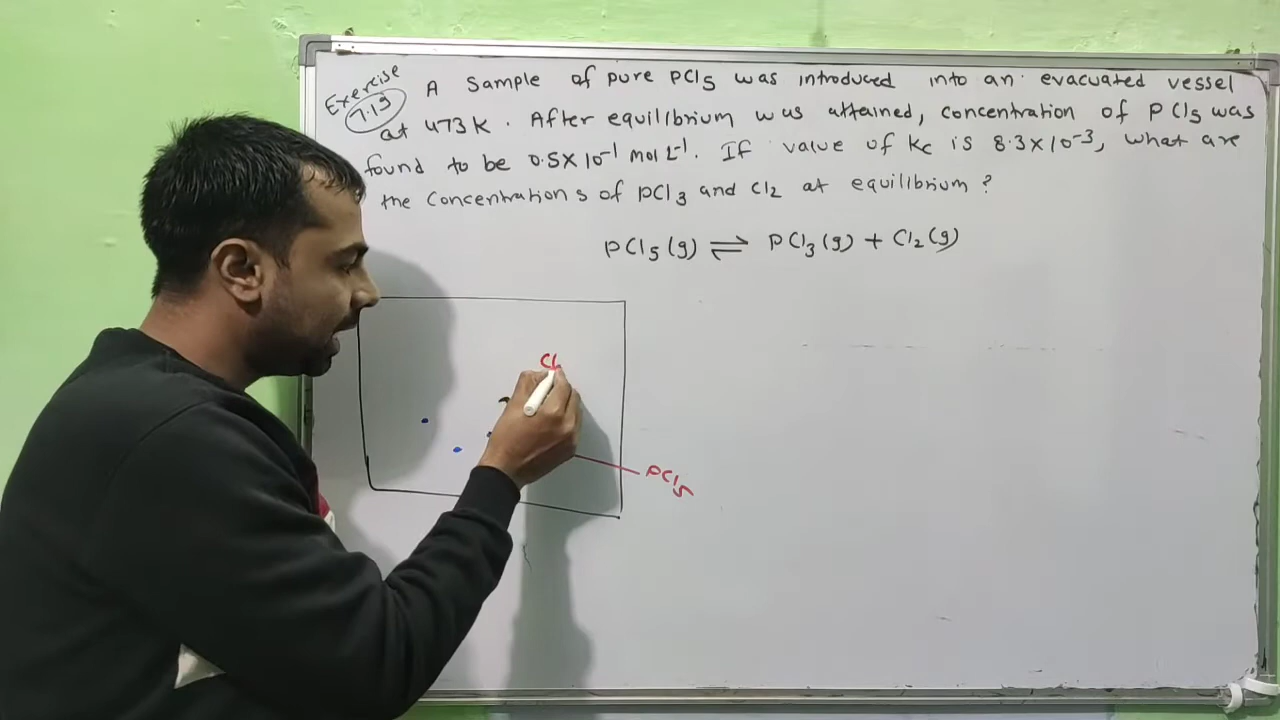 Exercise
7.19
A Sample of pure PCl5 was introduced into an evacuated vessel
at 473K. After equilibrium was attained, concentration of PCl5 was
found to be 0.5×10⁻¹ mol L⁻¹. If value of Kc is 8.3×10⁻³, what are
the concentrations of PCl3 and Cl2 at equilibrium?
PCl5(g) ⇌ PCl3(g) + Cl2(g)
Cl
PCl5